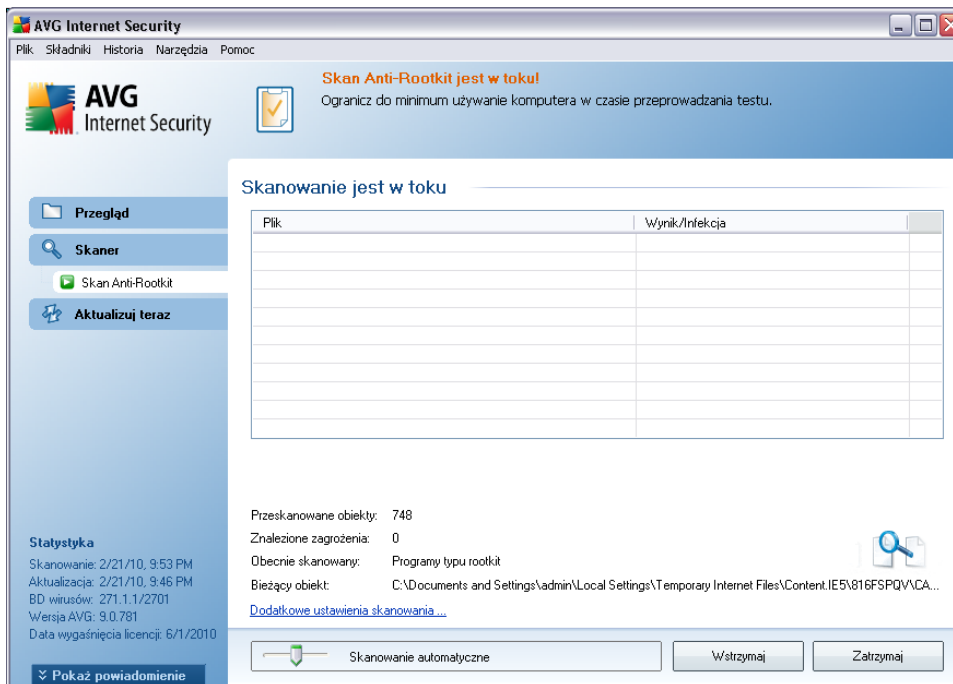 AVG Internet Security
Plik Składniki Historia Narzędzia Pomoc
AVG
Internet Security
Skan Anti-Rootkit jest w toku!
Ogranicz do minimum używanie komputera w czasie przeprowadzania testu.
Przegląd
Skaner
Skan Anti-Rootkit
Aktualizuj teraz
Skanowanie jest w toku
Plik Wynik/Infekcja
Przeskanowane obiekty: 748
Znalezione zagrożenia: 0
Obecnie skanowany: Programy typu rootkit
Bieżący obiekt: C:\Documents and Settings\admin\Local Settings\Temporary Internet Files\Content.IE5\816FSPQV\CA...
Dodatkowe ustawienia skanowania ...
Statystyka
Skanowanie: 2/21/10, 9:53 PM
Aktualizacja: 2/21/10, 9:46 PM
BD wirusów: 271.1.1/2701
Wersja AVG: 9.0.781
Data wygaśnięcia licencji: 6/1/2010
Pokaż powiadomienie
Skanowanie automatyczne
Wstrzymaj
Zatrzymaj